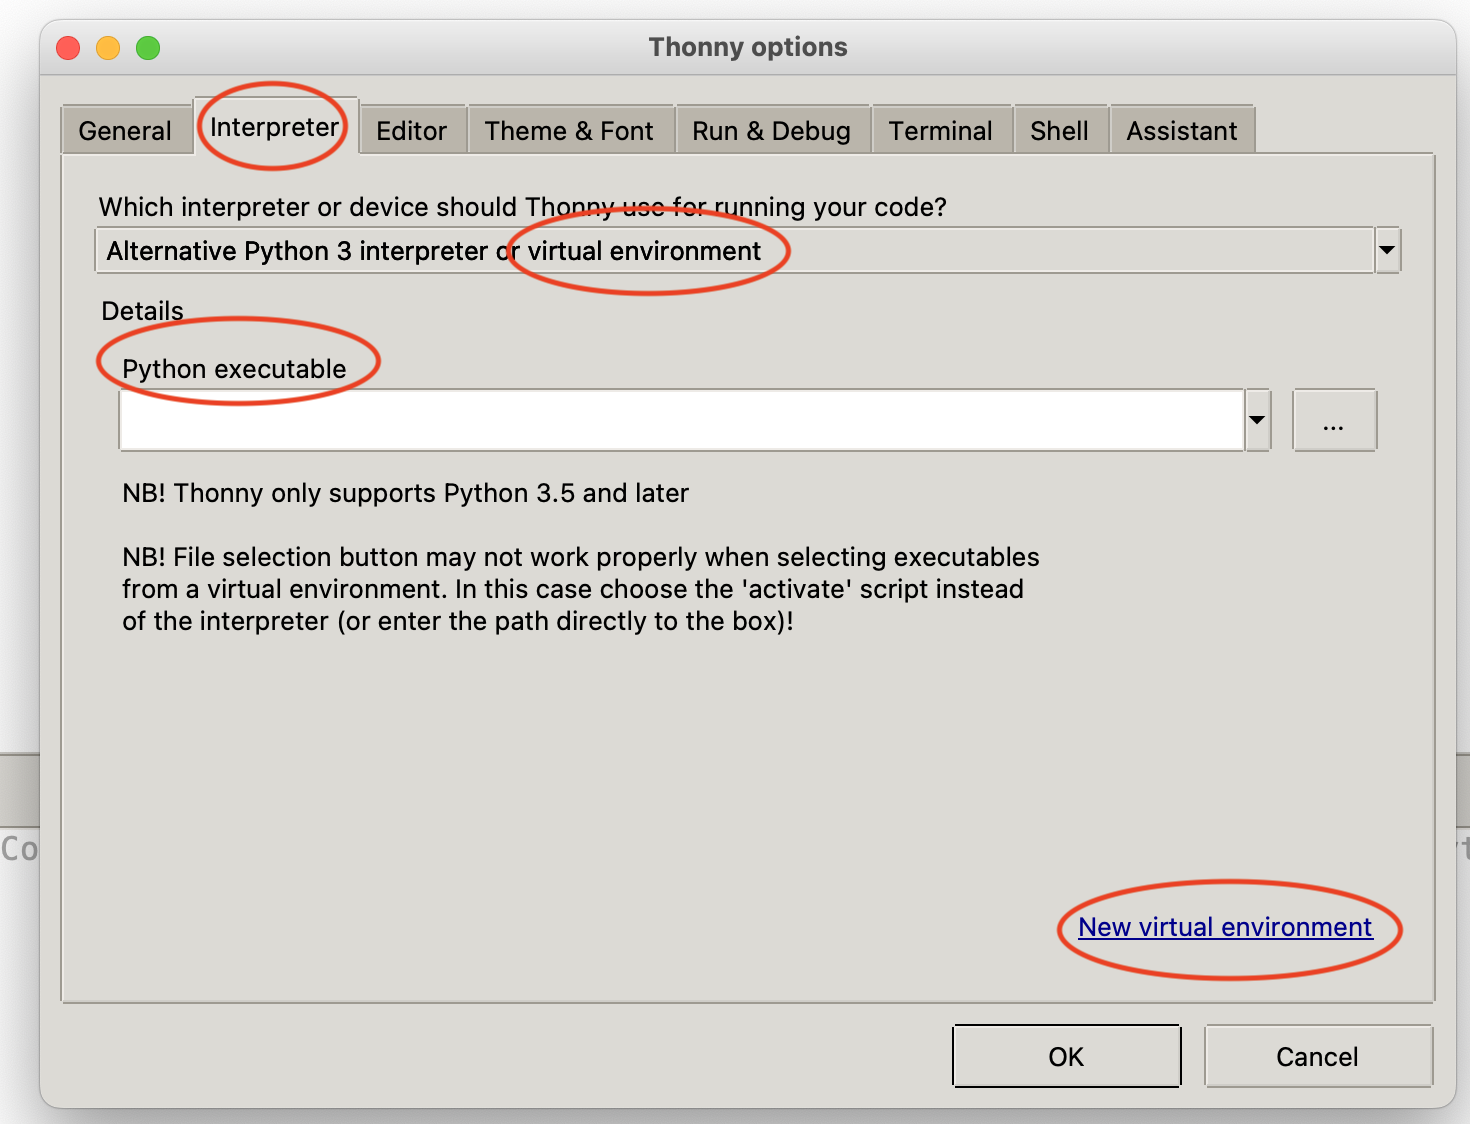 Thonny options
General Interpreter Editor Theme & Font Run & Debug Terminal Shell Assistant
Which interpreter or device should Thonny use for running your code?
Alternative Python 3 interpreter or virtual environment
Details
Python executable
...
NB! Thonny only supports Python 3.5 and later
NB! File selection button may not work properly when selecting executables
from a virtual environment. In this case choose the 'activate' script instead
of the interpreter (or enter the path directly to the box)!
Co
New virtual environment
OK Cancel